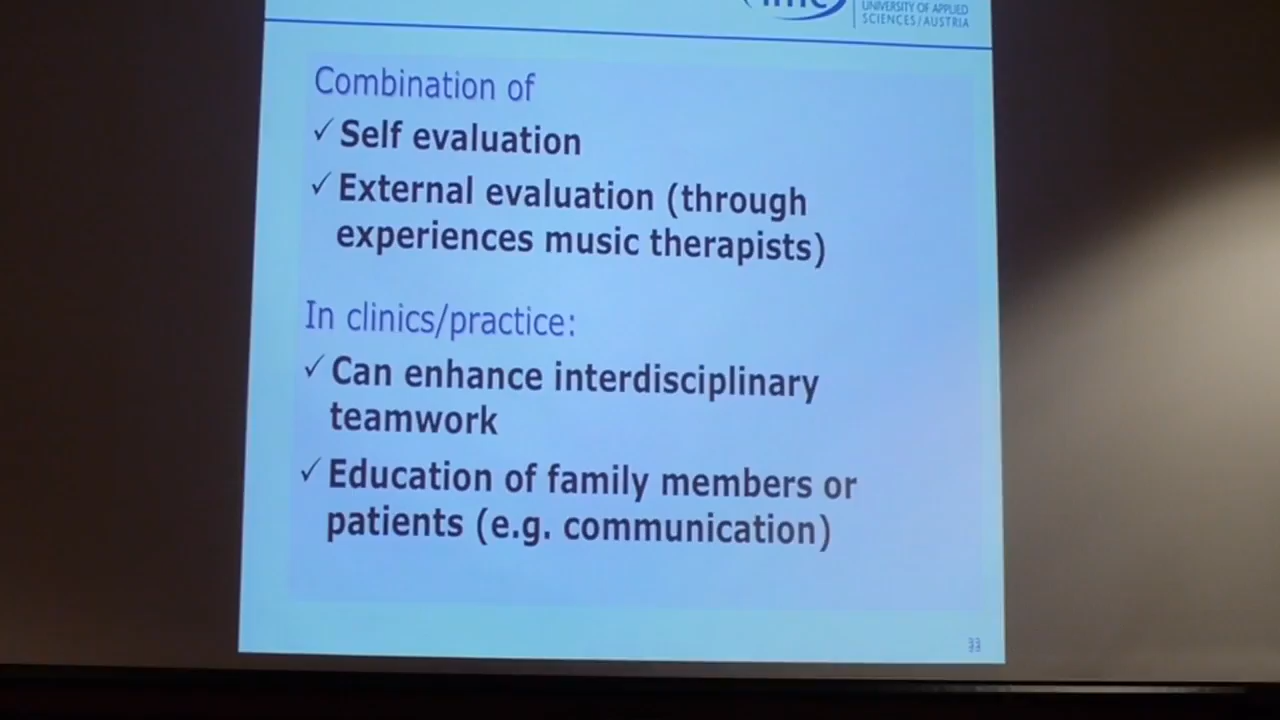 UNIVERSITY OF APPLIED
SCIENCES/AUSTRIA
Combination of
✓ Self evaluation
✓ External evaluation (through
experiences music therapists)
In clinics/practice:
✓ Can enhance interdisciplinary
teamwork
✓ Education of family members or
patients (e.g. communication)
33